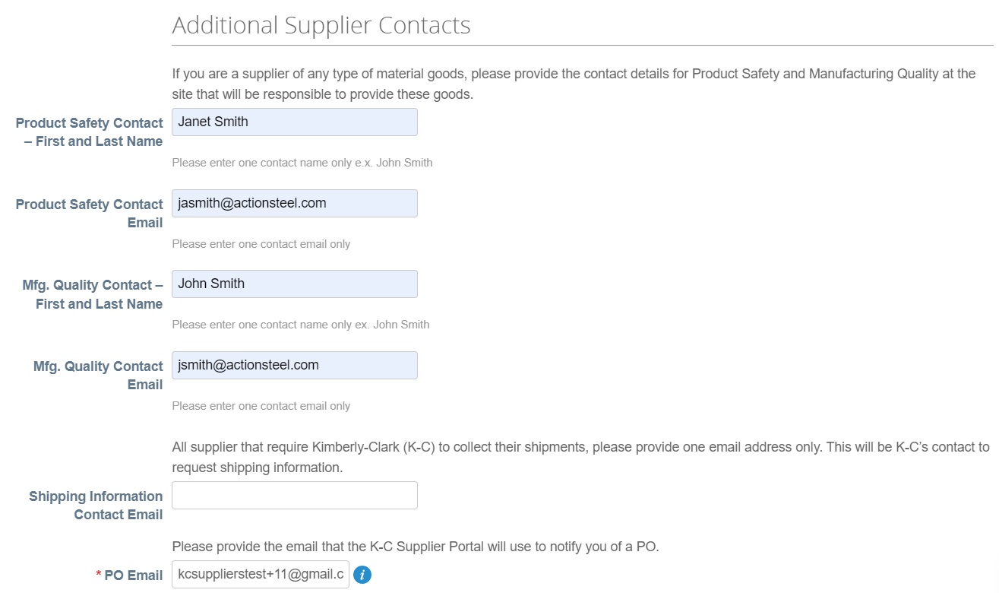 Additional Supplier Contacts
If you are a supplier of any type of material goods, please provide the contact details for Product Safety and Manufacturing Quality at the
site that will be responsible to provide these goods.
Product Safety Contact
– First and Last Name
Janet Smith
Please enter one contact name only e.x. John Smith
Product Safety Contact
Email
jasmith@actionsteel.com
Please enter one contact email only
Mfg. Quality Contact –
First and Last Name
John Smith
Please enter one contact name only ex. John Smith
Mfg. Quality Contact
Email
jsmith@actionsteel.com
Please enter one contact email only
All supplier that require Kimberly-Clark (K-C) to collect their shipments, please provide one email address only. This will be K-C’s contact to
request shipping information.
Shipping Information
Contact Email
Please provide the email that the K-C Supplier Portal will use to notify you of a PO.
* PO Email
kcsupplierstest+11@gmail.c
i